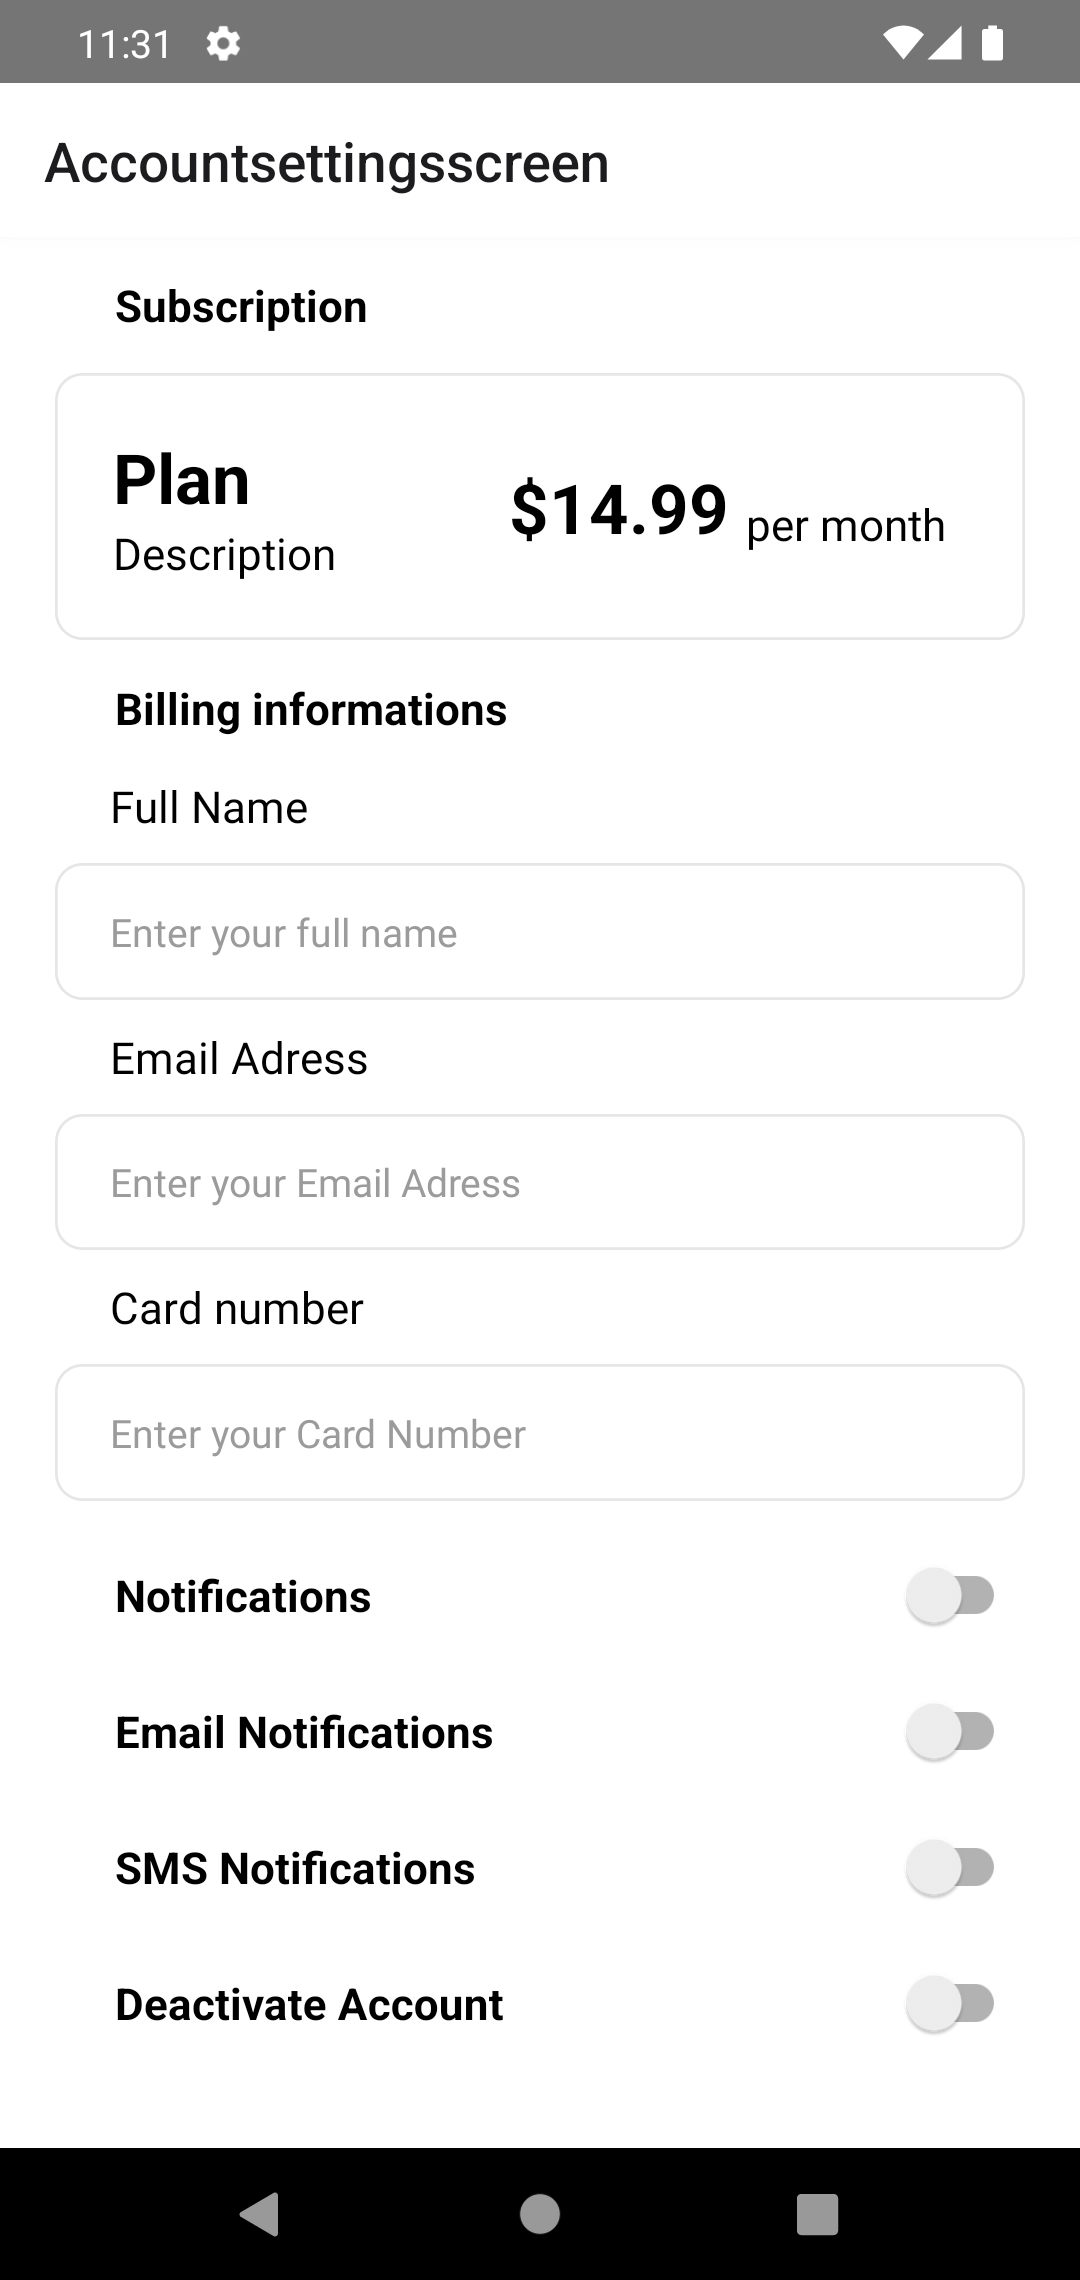 11:31
Accountsettingsscreen
Subscription
Plan
Description
$14.99 per month
Billing informations
Full Name
Enter your full name
Email Adress
Enter your Email Adress
Card number
Enter your Card Number
Notifications
Email Notifications
SMS Notifications
Deactivate Account